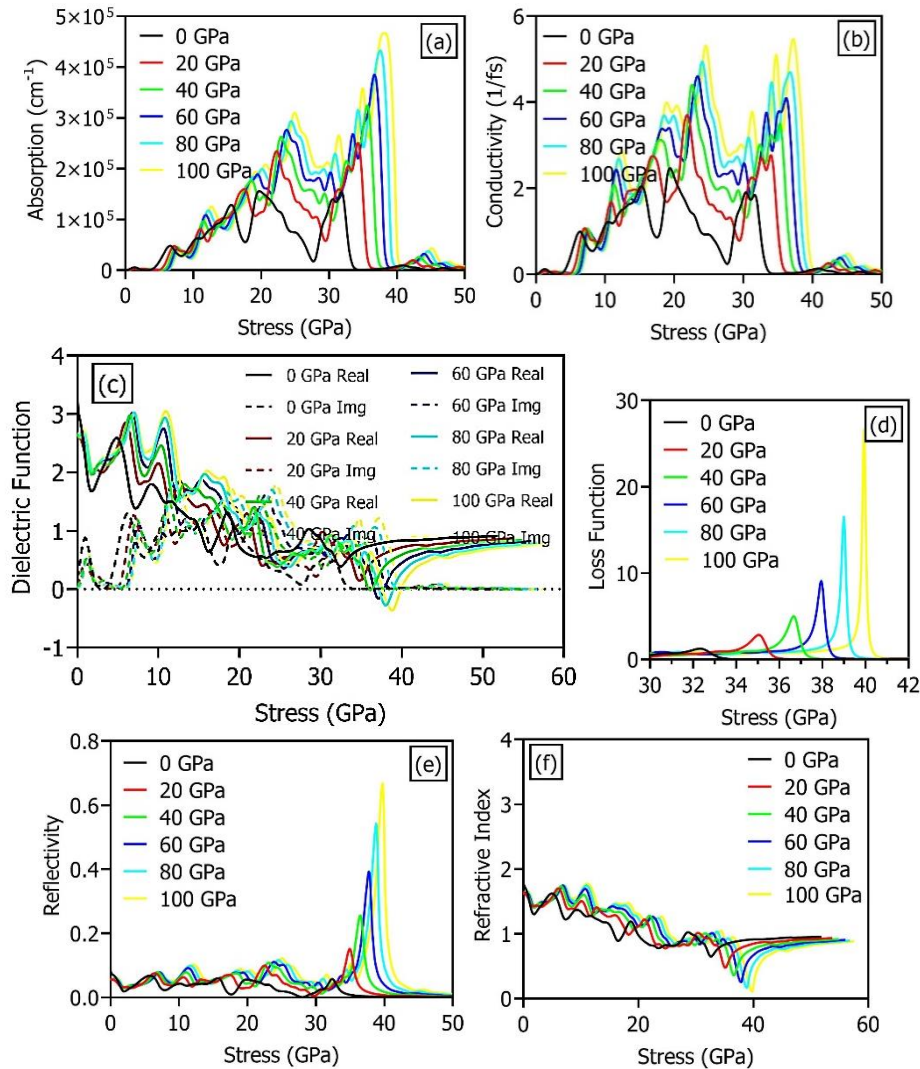 (a)
Absorption (cm⁻¹)
5×10⁵
4×10⁵
3×10⁵
2×10⁵
1×10⁵
0
0 GPa
20 GPa
40 GPa
60 GPa
80 GPa
100 GPa
0 10 20 30 40 50
Stress (GPa)
(b)
Conductivity (1/fs)
6
4
2
0
0 GPa
20 GPa
40 GPa
60 GPa
80 GPa
100 GPa
0 10 20 30 40 50
Stress (GPa)
(c)
Dielectric Function
4
3
2
1
0
-1
0 GPa Real
0 GPa Img
20 GPa Real
20 GPa Img
40 GPa Real
40 GPa Img
60 GPa Real
60 GPa Img
80 GPa Real
80 GPa Img
100 GPa Real
100 GPa Img
0 10 20 30 40 50 60
Stress (GPa)
(d)
Loss Function
30
20
10
0
0 GPa
20 GPa
40 GPa
60 GPa
80 GPa
100 GPa
30 32 34 36 38 40 42
Stress (GPa)
(e)
Reflectivity
0.8
0.6
0.4
0.2
0.0
0 GPa
20 GPa
40 GPa
60 GPa
80 GPa
100 GPa
0 10 20 30 40 50
Stress (GPa)
(f)
Refractive Index
4
3
2
1
0
0 GPa
20 GPa
40 GPa
60 GPa
80 GPa
100 GPa
0 20 40 60
Stress (GPa)